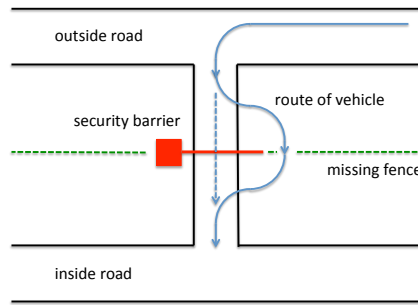 outside road
route of vehicle
security barrier
missing fence
inside road